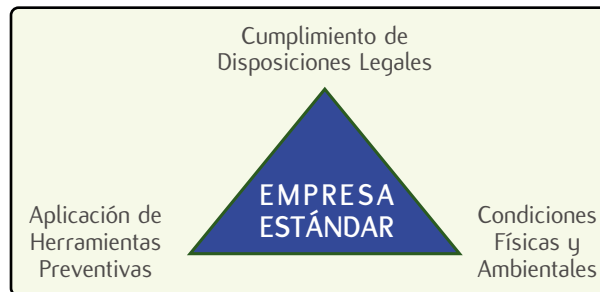 Cumplimiento de
Disposiciones Legales
EMPRESA
ESTÁNDAR
Aplicación de
Herramientas
Preventivas
Condiciones
Físicas y
Ambientales